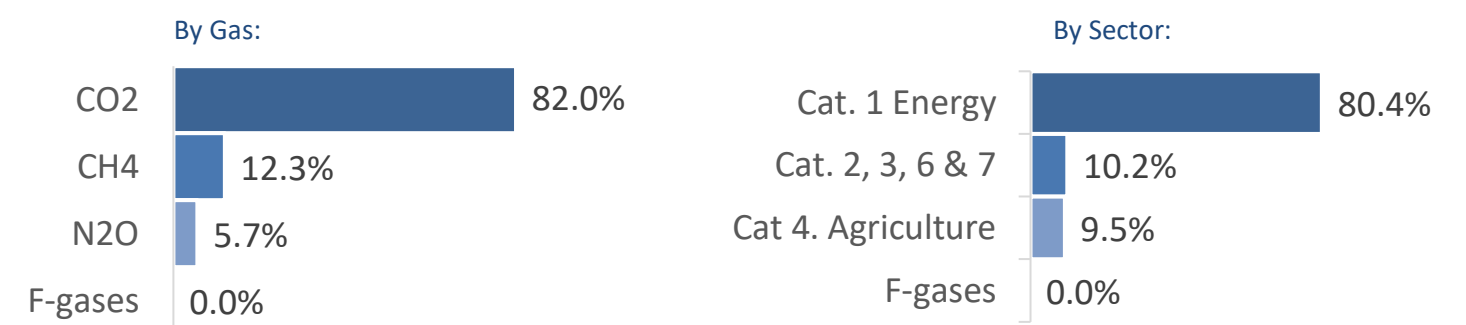 By Gas:
CO2 82.0%
CH4 12.3%
N2O 5.7%
F-gases 0.0%
By Sector:
Cat. 1 Energy 80.4%
Cat. 2, 3, 6 & 7 10.2%
Cat 4. Agriculture 9.5%
F-gases 0.0%